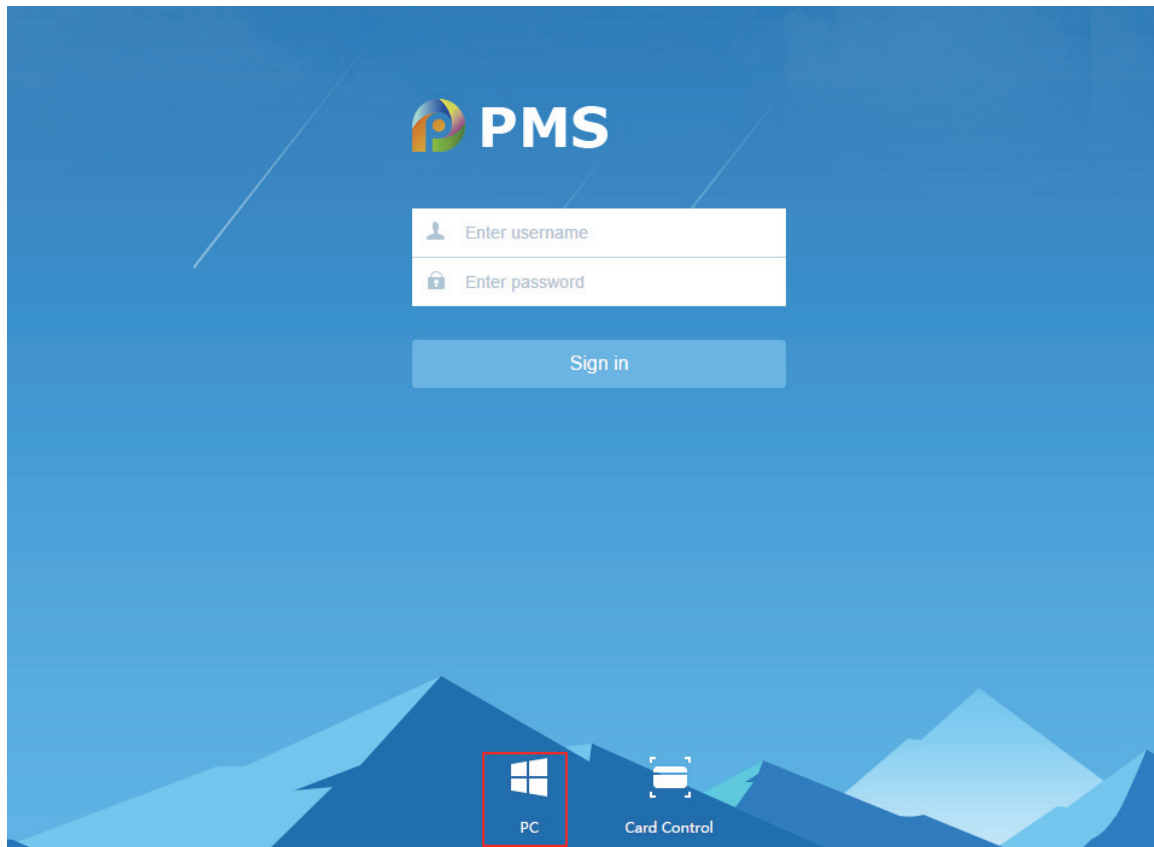 PMS
Enter username
Enter password
Sign in
PC
Card Control